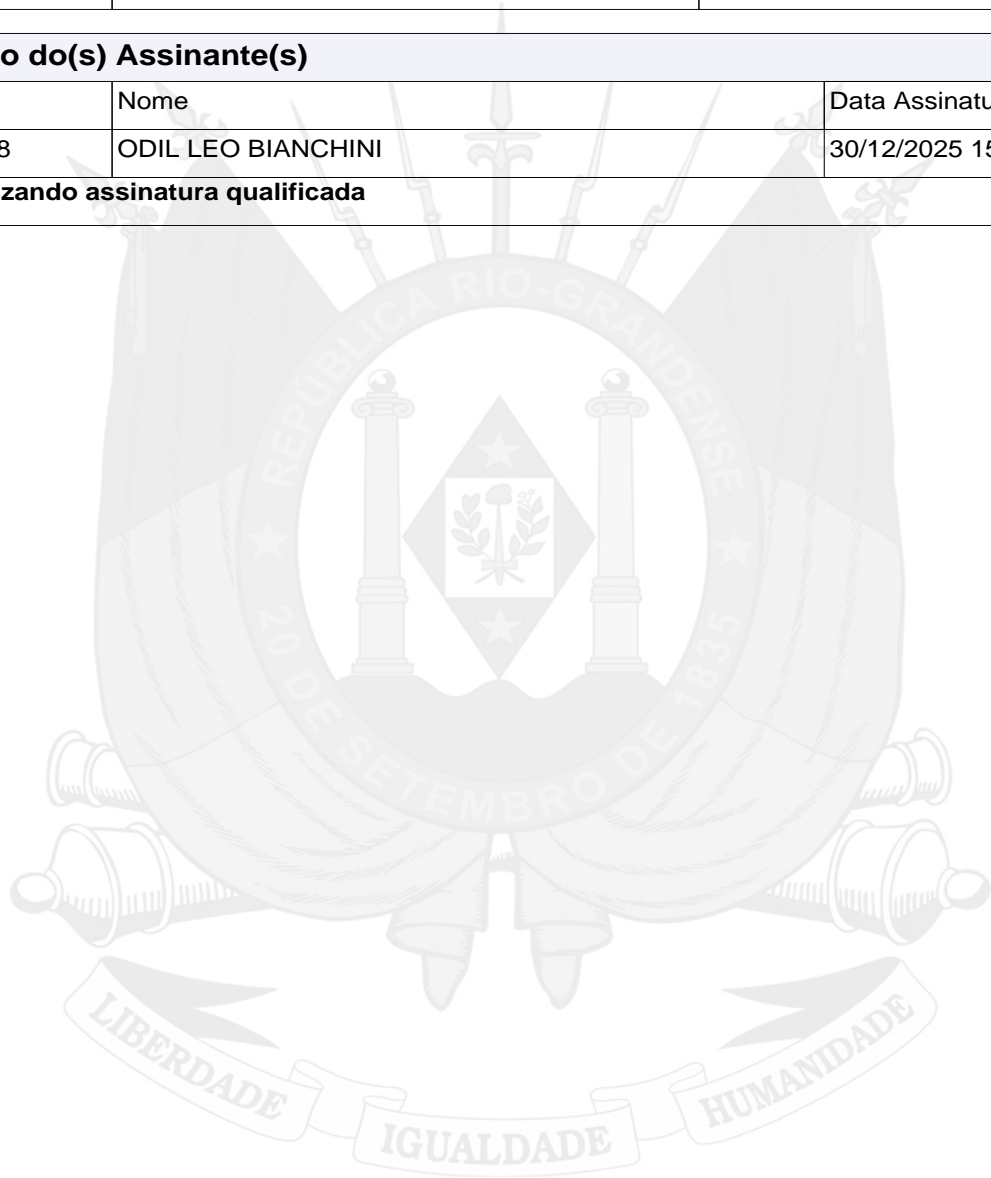 o do(s) Assinante(s)
Nome Data Assinatu
8 ODIL LEO BIANCHINI 30/12/2025 15
zando assinatura qualificada
REPÚBLICA RIO-GRANDENSE
20 DE SETEMBRO DE 1835
LIBERDADE IGUALDADE HUMANIDADE